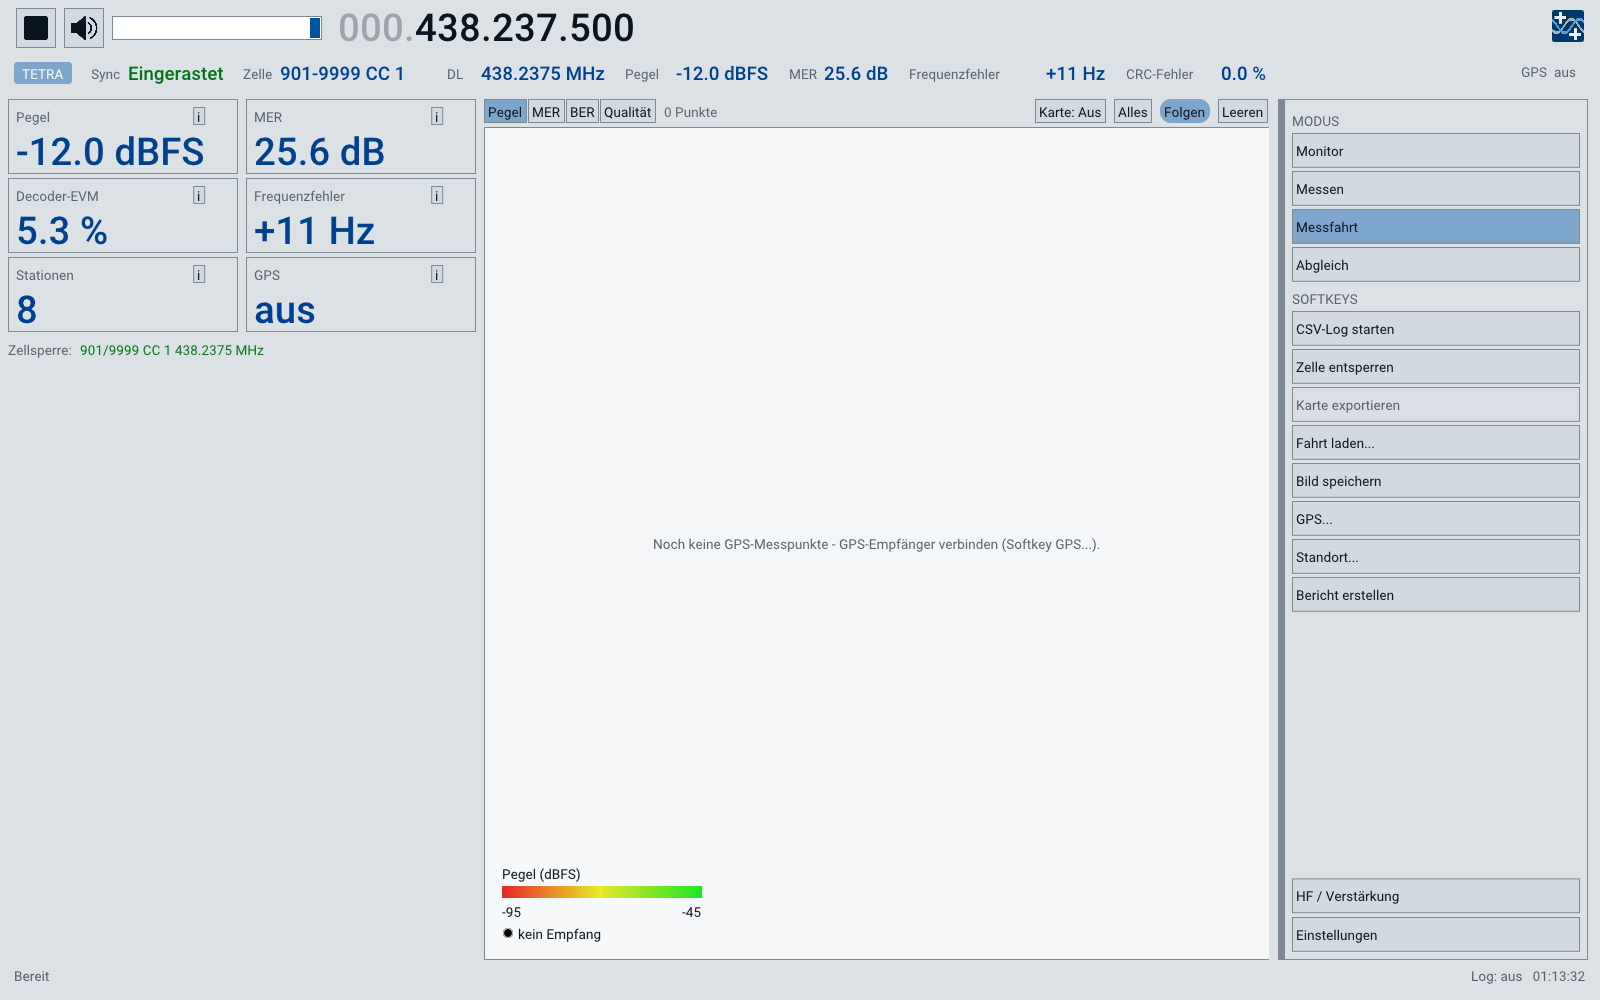 000.438.237.500
TETRA Sync Eingerastet Zelle 901-9999 CC 1 DL 438.2375 MHz Pegel -12.0 dBFS MER 25.6 dB Frequenzfehler +11 Hz CRC-Fehler 0.0 % GPS aus
Pegel i
-12.0 dBFS
MER i
25.6 dB
Decoder-EVM i
5.3 %
Frequenzfehler i
+11 Hz
Stationen i
8
GPS i
aus
Zellsperre: 901/9999 CC 1 438.2375 MHz
Pegel MER BER Qualität 0 Punkte Karte: Aus Alles Folgen Leeren
Noch keine GPS-Messpunkte - GPS-Empfänger verbinden (Softkey GPS...).
Pegel (dBFS)
-95 -45
kein Empfang
MODUS
Monitor
Messen
Messfahrt
Abgleich
SOFTKEYS
CSV-Log starten
Zelle entsperren
Karte exportieren
Fahrt laden...
Bild speichern
GPS...
Standort...
Bericht erstellen
HF / Verstärkung
Einstellungen
Bereit Log: aus 01:13:32